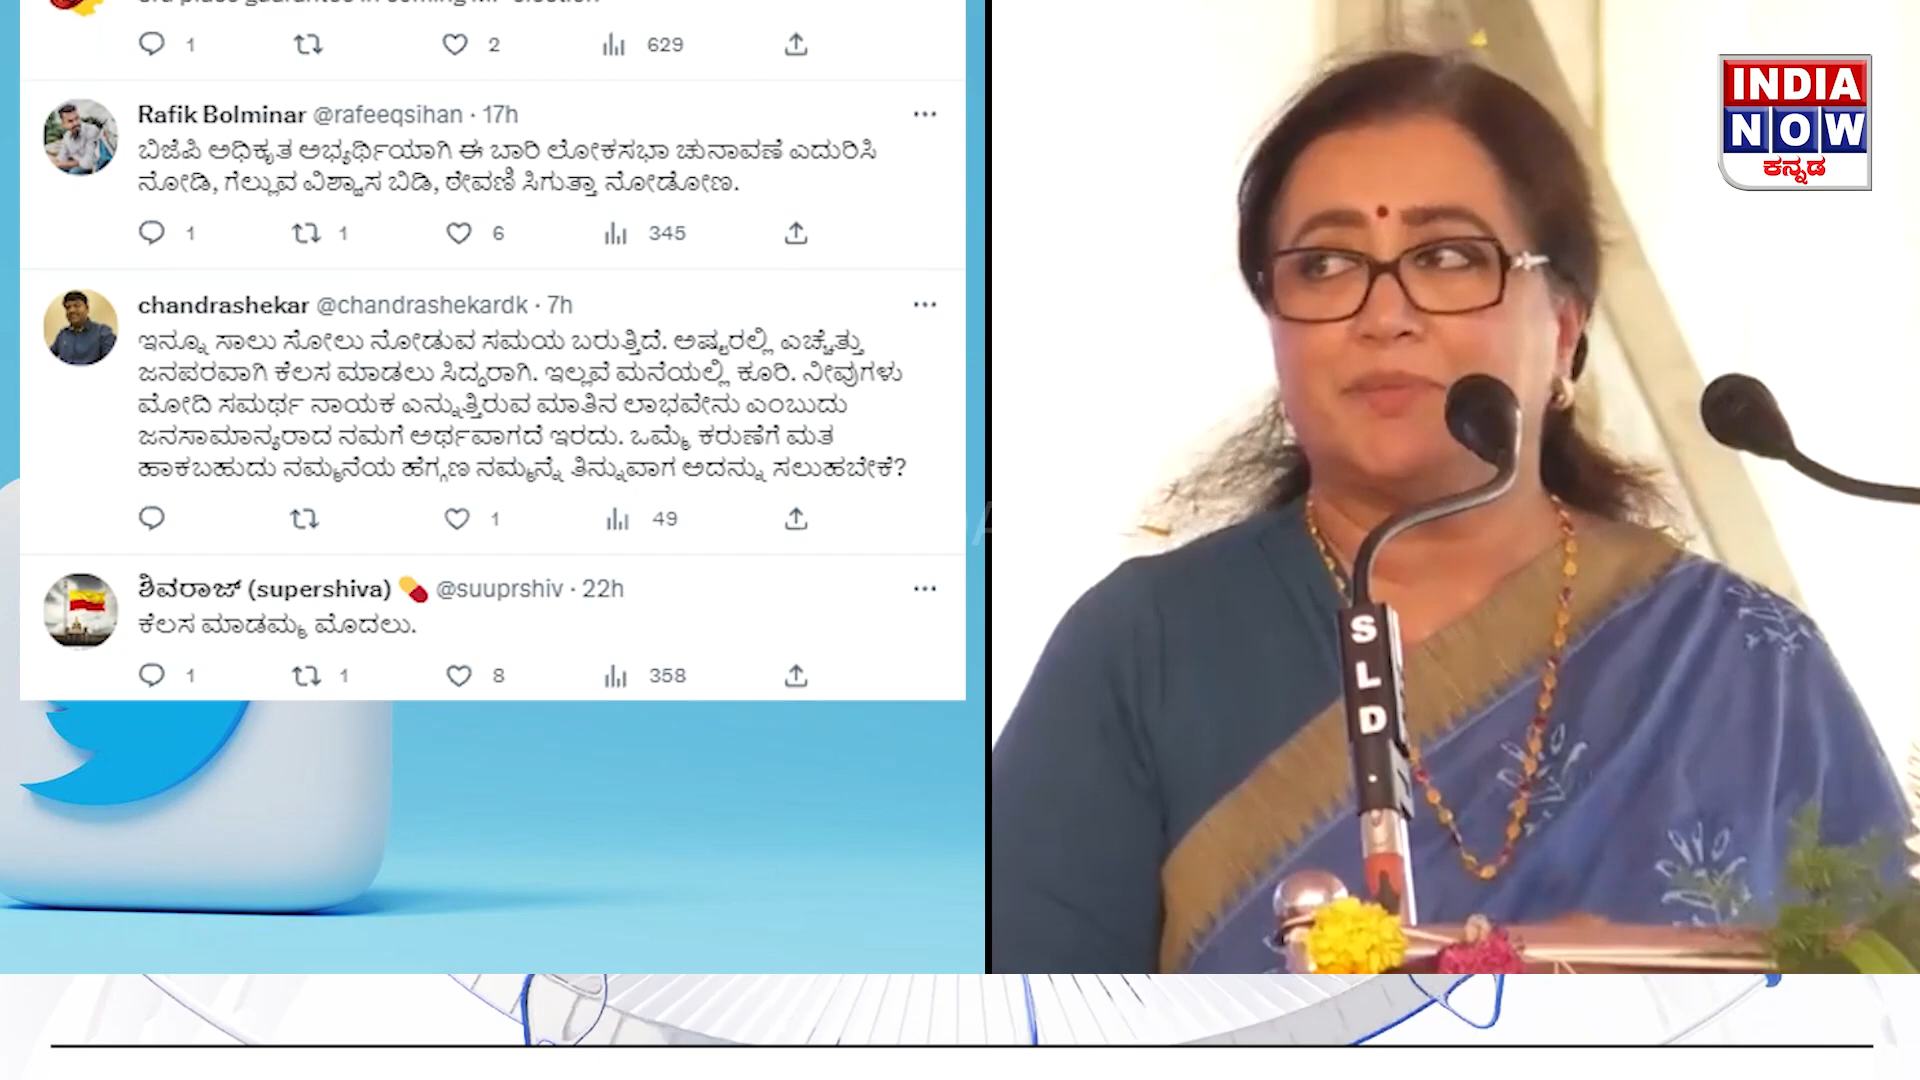 1 2 629
Rafik Bolminar @rafeeqsihan · 17h
ಬಿಜೆಪಿ ಅಧಿಕೃತ ಅಭ್ಯರ್ಥಿಯಾಗಿ ಈ ಬಾರಿ ಲೋಕಸಭಾ ಚುನಾವಣೆ ಎದುರಿಸಿ
ನೋಡಿ, ಗೆಲ್ಲುವ ವಿಶ್ವಾಸ ಬಿಡಿ, ಠೇವಣಿ ಸಿಗುತ್ತಾ ನೋಡೋಣ.
1 1 6 345
chandrashekar @chandrashekardk · 7h
ಇನ್ನೂ ಸಾಲು ಸೋಲು ನೋಡುವ ಸಮಯ ಬರುತ್ತಿದೆ. ಅಷ್ಟರಲ್ಲಿ ಎಚ್ಚೆತ್ತು
ಜನಪರವಾಗಿ ಕೆಲಸ ಮಾಡಲು ಸಿದ್ಧರಾಗಿ. ಇಲ್ಲವೆ ಮನೆಯಲ್ಲಿ ಕೂರಿ. ನೀವುಗಳು
ಮೋದಿ ಸಮರ್ಥ ನಾಯಕ ಎನ್ನುತ್ತಿರುವ ಮಾತಿನ ಲಾಭವೇನು ಎಂಬುದು
ಜನಸಾಮಾನ್ಯರಾದ ನಮಗೆ ಅರ್ಥವಾಗದೆ ಇರದು. ಒಮ್ಮೆ ಕರುಣೆಗೆ ಮತ
ಹಾಕಬಹುದು ನಮ್ಮನೆಯ ಹೆಗ್ಗಣ ನಮ್ಮನ್ನೆ ತಿನ್ನುವಾಗ ಅದನ್ನು ಸಲುಹಬೇಕೆ?
1 49
ಶಿವರಾಜ್ (supershiva) @suuprshiv · 22h
ಕೆಲಸ ಮಾಡಮ್ಮ ಮೊದಲು.
1 1 8 358
INDIA
NOW
ಕನ್ನಡ
SLD